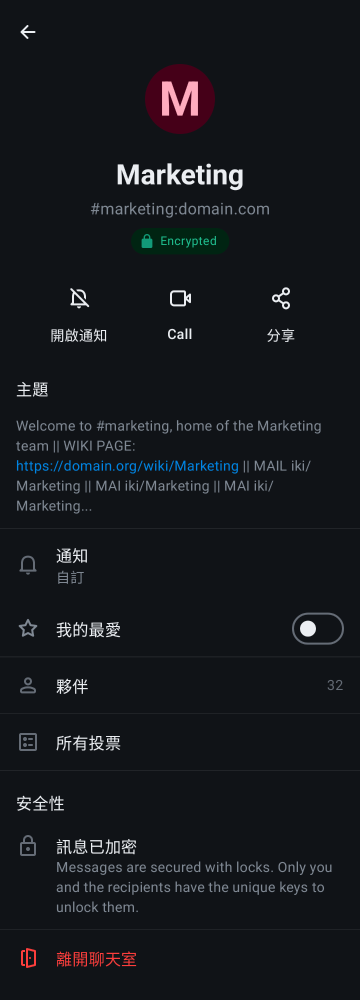 M
Marketing
#marketing:domain.com
Encrypted
開啟通知
Call
分享
主題
Welcome to #marketing, home of the Marketing
team || WIKI PAGE:
https://domain.org/wiki/Marketing || MAIL iki/
Marketing || MAI iki/Marketing || MAI iki/
Marketing...
通知
自訂
我的最愛
夥伴 32
所有投票
安全性
訊息已加密
Messages are secured with locks. Only you
and the recipients have the unique keys to
unlock them.
離開聊天室